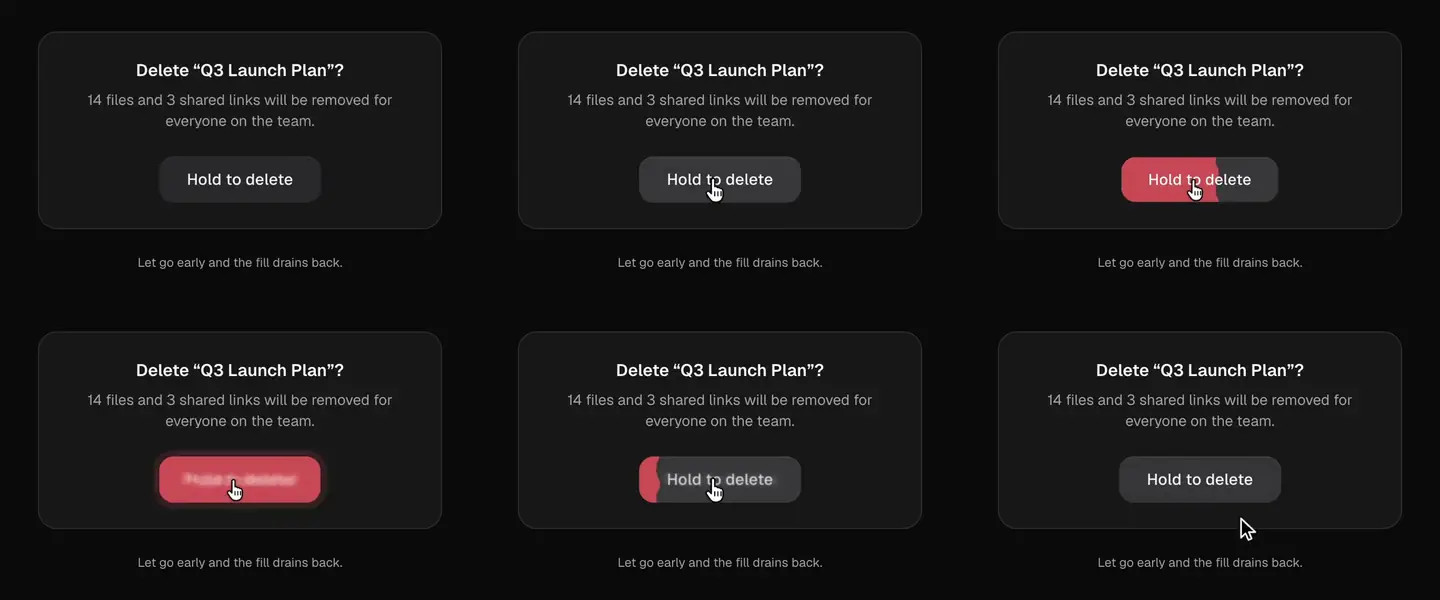 Delete “Q3 Launch Plan”?
14 files and 3 shared links will be removed for
everyone on the team.
Hold to delete
Let go early and the fill drains back.
Delete “Q3 Launch Plan”?
14 files and 3 shared links will be removed for
everyone on the team.
Hold to delete
Let go early and the fill drains back.
Delete “Q3 Launch Plan”?
14 files and 3 shared links will be removed for
everyone on the team.
Hold to delete
Let go early and the fill drains back.
Delete “Q3 Launch Plan”?
14 files and 3 shared links will be removed for
everyone on the team.
Let go early and the fill drains back.
Delete “Q3 Launch Plan”?
14 files and 3 shared links will be removed for
everyone on the team.
Hold to delete
Let go early and the fill drains back.
Delete “Q3 Launch Plan”?
14 files and 3 shared links will be removed for
everyone on the team.
Hold to delete
Let go early and the fill drains back.